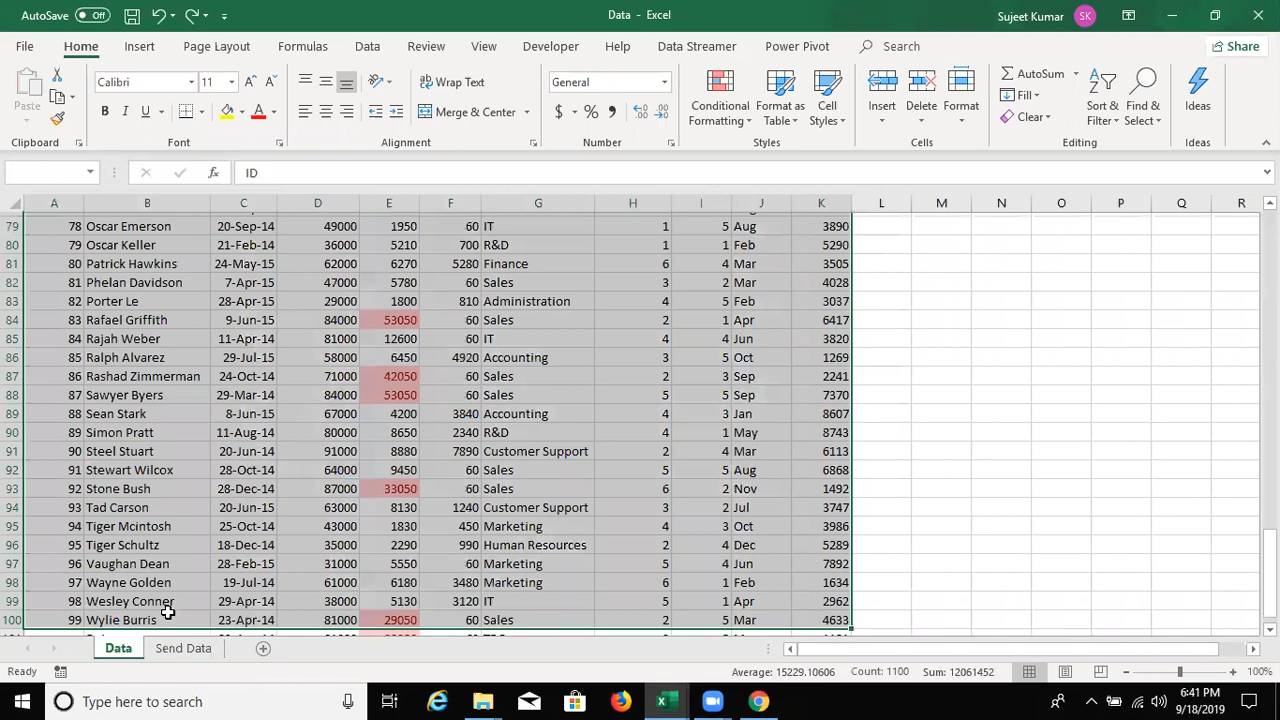 AutoSave Off
Data - Excel
Sujeet Kumar SK
File Home Insert Page Layout Formulas Data Review View Developer Help Data Streamer Power Pivot Search Share
Paste
Calibri 11
B I U
Wrap Text
Merge & Center
General
$ % ,
Conditional Formatting
Format as Table
Cell Styles
Insert Delete Format
AutoSum
Fill
Clear
Sort & Filter
Find & Select
Ideas
Clipboard Font Alignment Number Styles Cells Editing Ideas
fx ID
A B C D E F G H I J K L M N O P Q R
79 78 Oscar Emerson 20-Sep-14 49000 1950 60 IT 1 5 Aug 3890
80 79 Oscar Keller 21-Feb-14 36000 5210 700 R&D 1 1 Feb 5290
81 80 Patrick Hawkins 24-May-15 62000 6270 5280 Finance 6 4 Mar 3505
82 81 Phelan Davidson 7-Apr-15 47000 5780 60 Sales 3 2 Mar 4028
83 82 Porter Le 28-Apr-15 29000 1800 810 Administration 4 5 Feb 3037
84 83 Rafael Griffith 9-Jun-15 84000 53050 60 Sales 2 1 Apr 6417
85 84 Rajah Weber 11-Apr-14 81000 12600 60 IT 4 4 Jun 3820
86 85 Ralph Alvarez 29-Jul-15 58000 6450 4920 Accounting 3 5 Oct 1269
87 86 Rashad Zimmerman 24-Oct-14 71000 42050 60 Sales 2 3 Sep 2241
88 87 Sawyer Byers 29-Mar-14 84000 53050 60 Sales 5 5 Sep 7370
89 88 Sean Stark 8-Jun-15 67000 4200 3840 Accounting 4 3 Jan 8607
90 89 Simon Pratt 11-Aug-14 80000 8650 2340 R&D 4 1 May 8743
91 90 Steel Stuart 20-Jun-14 91000 8880 7890 Customer Support 2 4 Mar 6113
92 91 Stewart Wilcox 28-Oct-14 64000 9450 60 Sales 5 5 Aug 6868
93 92 Stone Bush 28-Dec-14 87000 33050 60 Sales 6 2 Nov 1492
94 93 Tad Carson 20-Jun-15 63000 8130 1240 Customer Support 3 2 Jul 3747
95 94 Tiger Mcintosh 25-Oct-14 43000 1830 450 Marketing 4 3 Oct 3986
96 95 Tiger Schultz 18-Dec-14 35000 2290 990 Human Resources 2 4 Dec 5289
97 96 Vaughan Dean 28-Feb-15 31000 5550 60 Marketing 5 4 Jun 7892
98 97 Wayne Golden 19-Jul-14 61000 6180 3480 Marketing 6 1 Feb 1634
99 98 Wesley Conner 29-Apr-14 38000 5130 3120 IT 5 1 Apr 2962
100 99 Wylie Burris 23-Apr-14 81000 29050 60 Sales 2 5 Mar 4633
Data Send Data
Ready Average: 15229.10606 Count: 1100 Sum: 12061452 100%
Type here to search
6:41 PM
9/18/2019